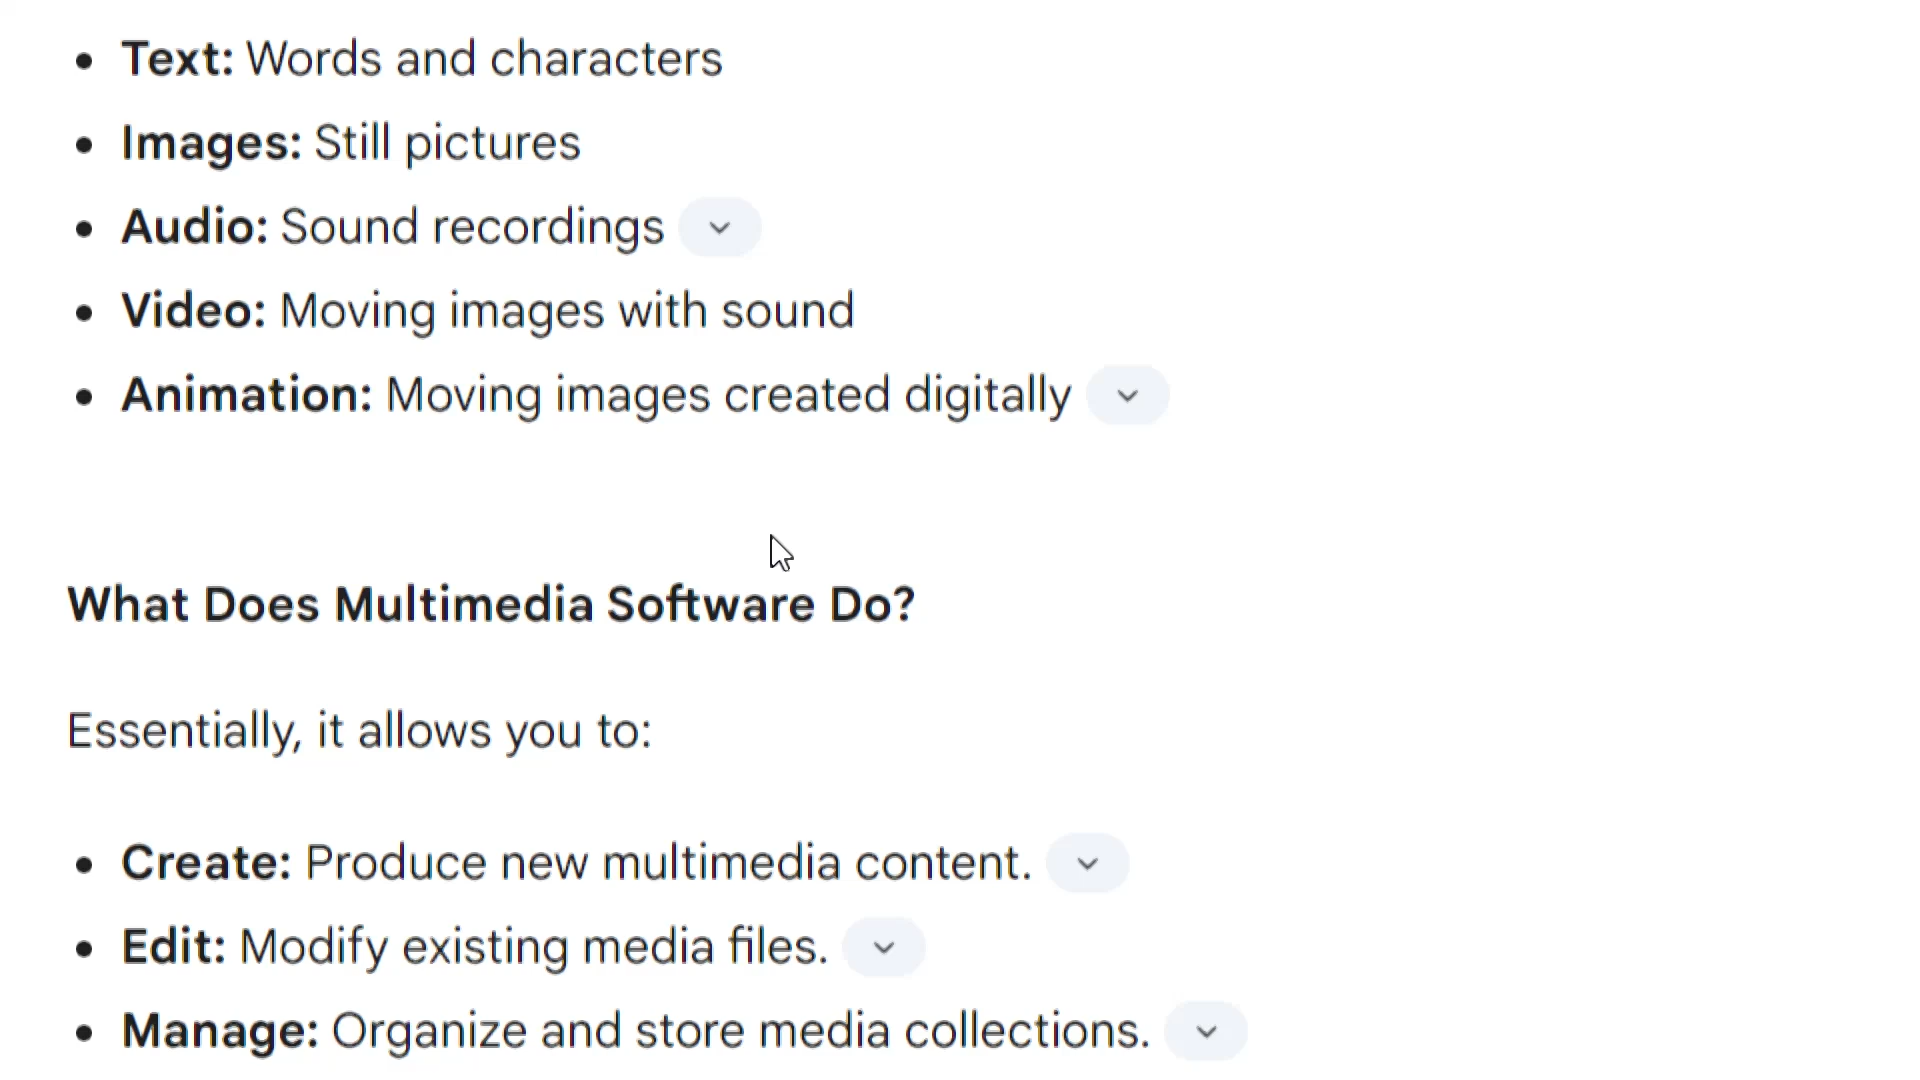 • Text: Words and characters
• Images: Still pictures
• Audio: Sound recordings
• Video: Moving images with sound
• Animation: Moving images created digitally
What Does Multimedia Software Do?
Essentially, it allows you to:
• Create: Produce new multimedia content.
• Edit: Modify existing media files.
• Manage: Organize and store media collections.